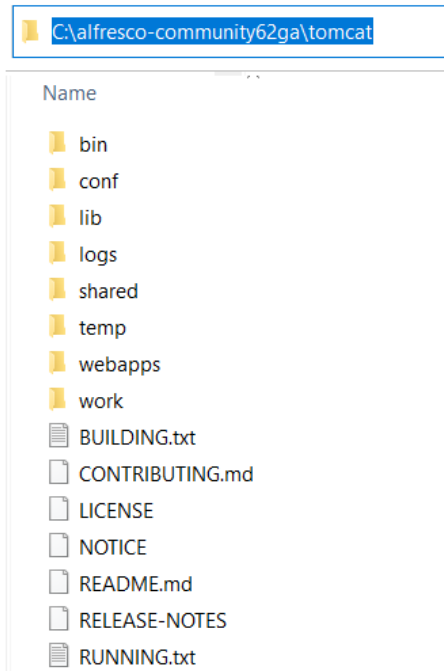 C:\alfresco-community62ga\tomcat
Name
bin
conf
lib
logs
shared
temp
webapps
work
BUILDING.txt
CONTRIBUTING.md
LICENSE
NOTICE
README.md
RELEASE-NOTES
RUNNING.txt